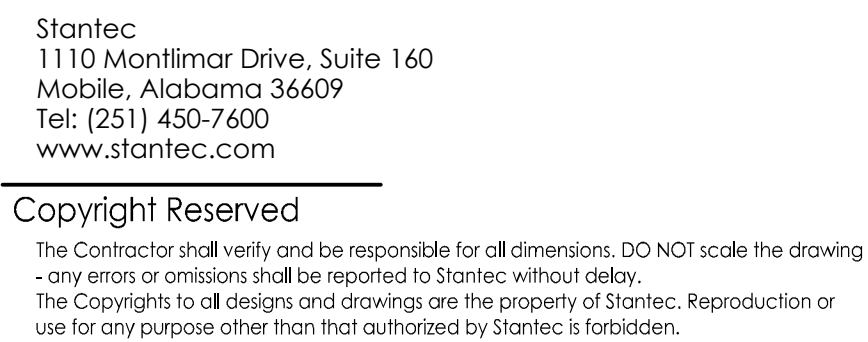 Stantec
1110 Montlimar Drive, Suite 160
Mobile, Alabama 36609
Tel: (251) 450-7600
www.stantec.com
Copyright Reserved
The Contractor shall verify and be responsible for all dimensions. DO NOT scale the drawing
- any errors or omissions shall be reported to Stantec without delay.
The Copyrights to all designs and drawings are the property of Stantec. Reproduction or
use for any purpose other than that authorized by Stantec is forbidden.